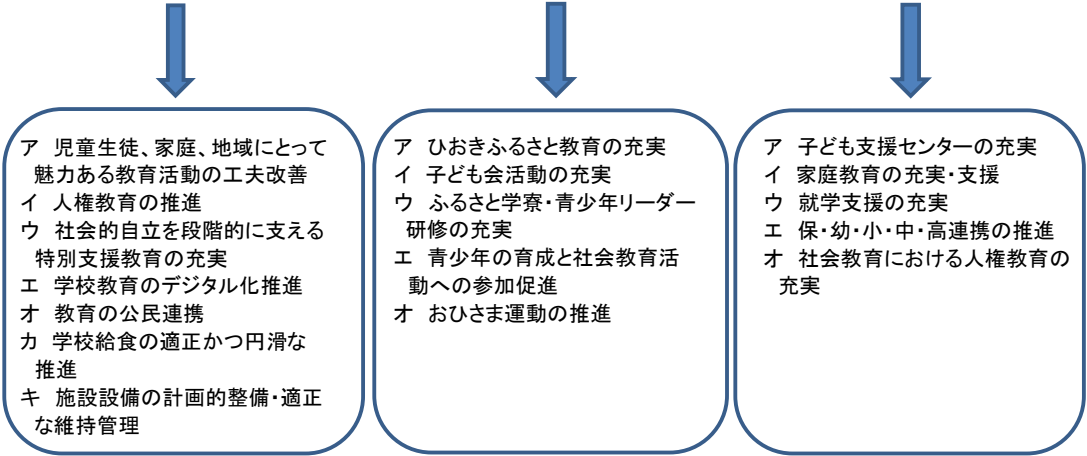 ア 児童生徒、家庭、地域にとって
魅力ある教育活動の工夫改善
イ 人権教育の推進
ウ 社会的自立を段階的に支える
特別支援教育の充実
エ 学校教育のデジタル化推進
オ 教育の公民連携
カ 学校給食の適正かつ円滑な
推進
キ 施設設備の計画的整備・適正
な維持管理
ア ひおきふるさと教育の充実
イ 子ども会活動の充実
ウ ふるさと学寮・青少年リーダー
研修の充実
エ 青少年の育成と社会教育活
動への参加促進
オ おひさま運動の推進
ア 子ども支援センターの充実
イ 家庭教育の充実・支援
ウ 就学支援の充実
エ 保・幼・小・中・高連携の推進
オ 社会教育における人権教育の
充実